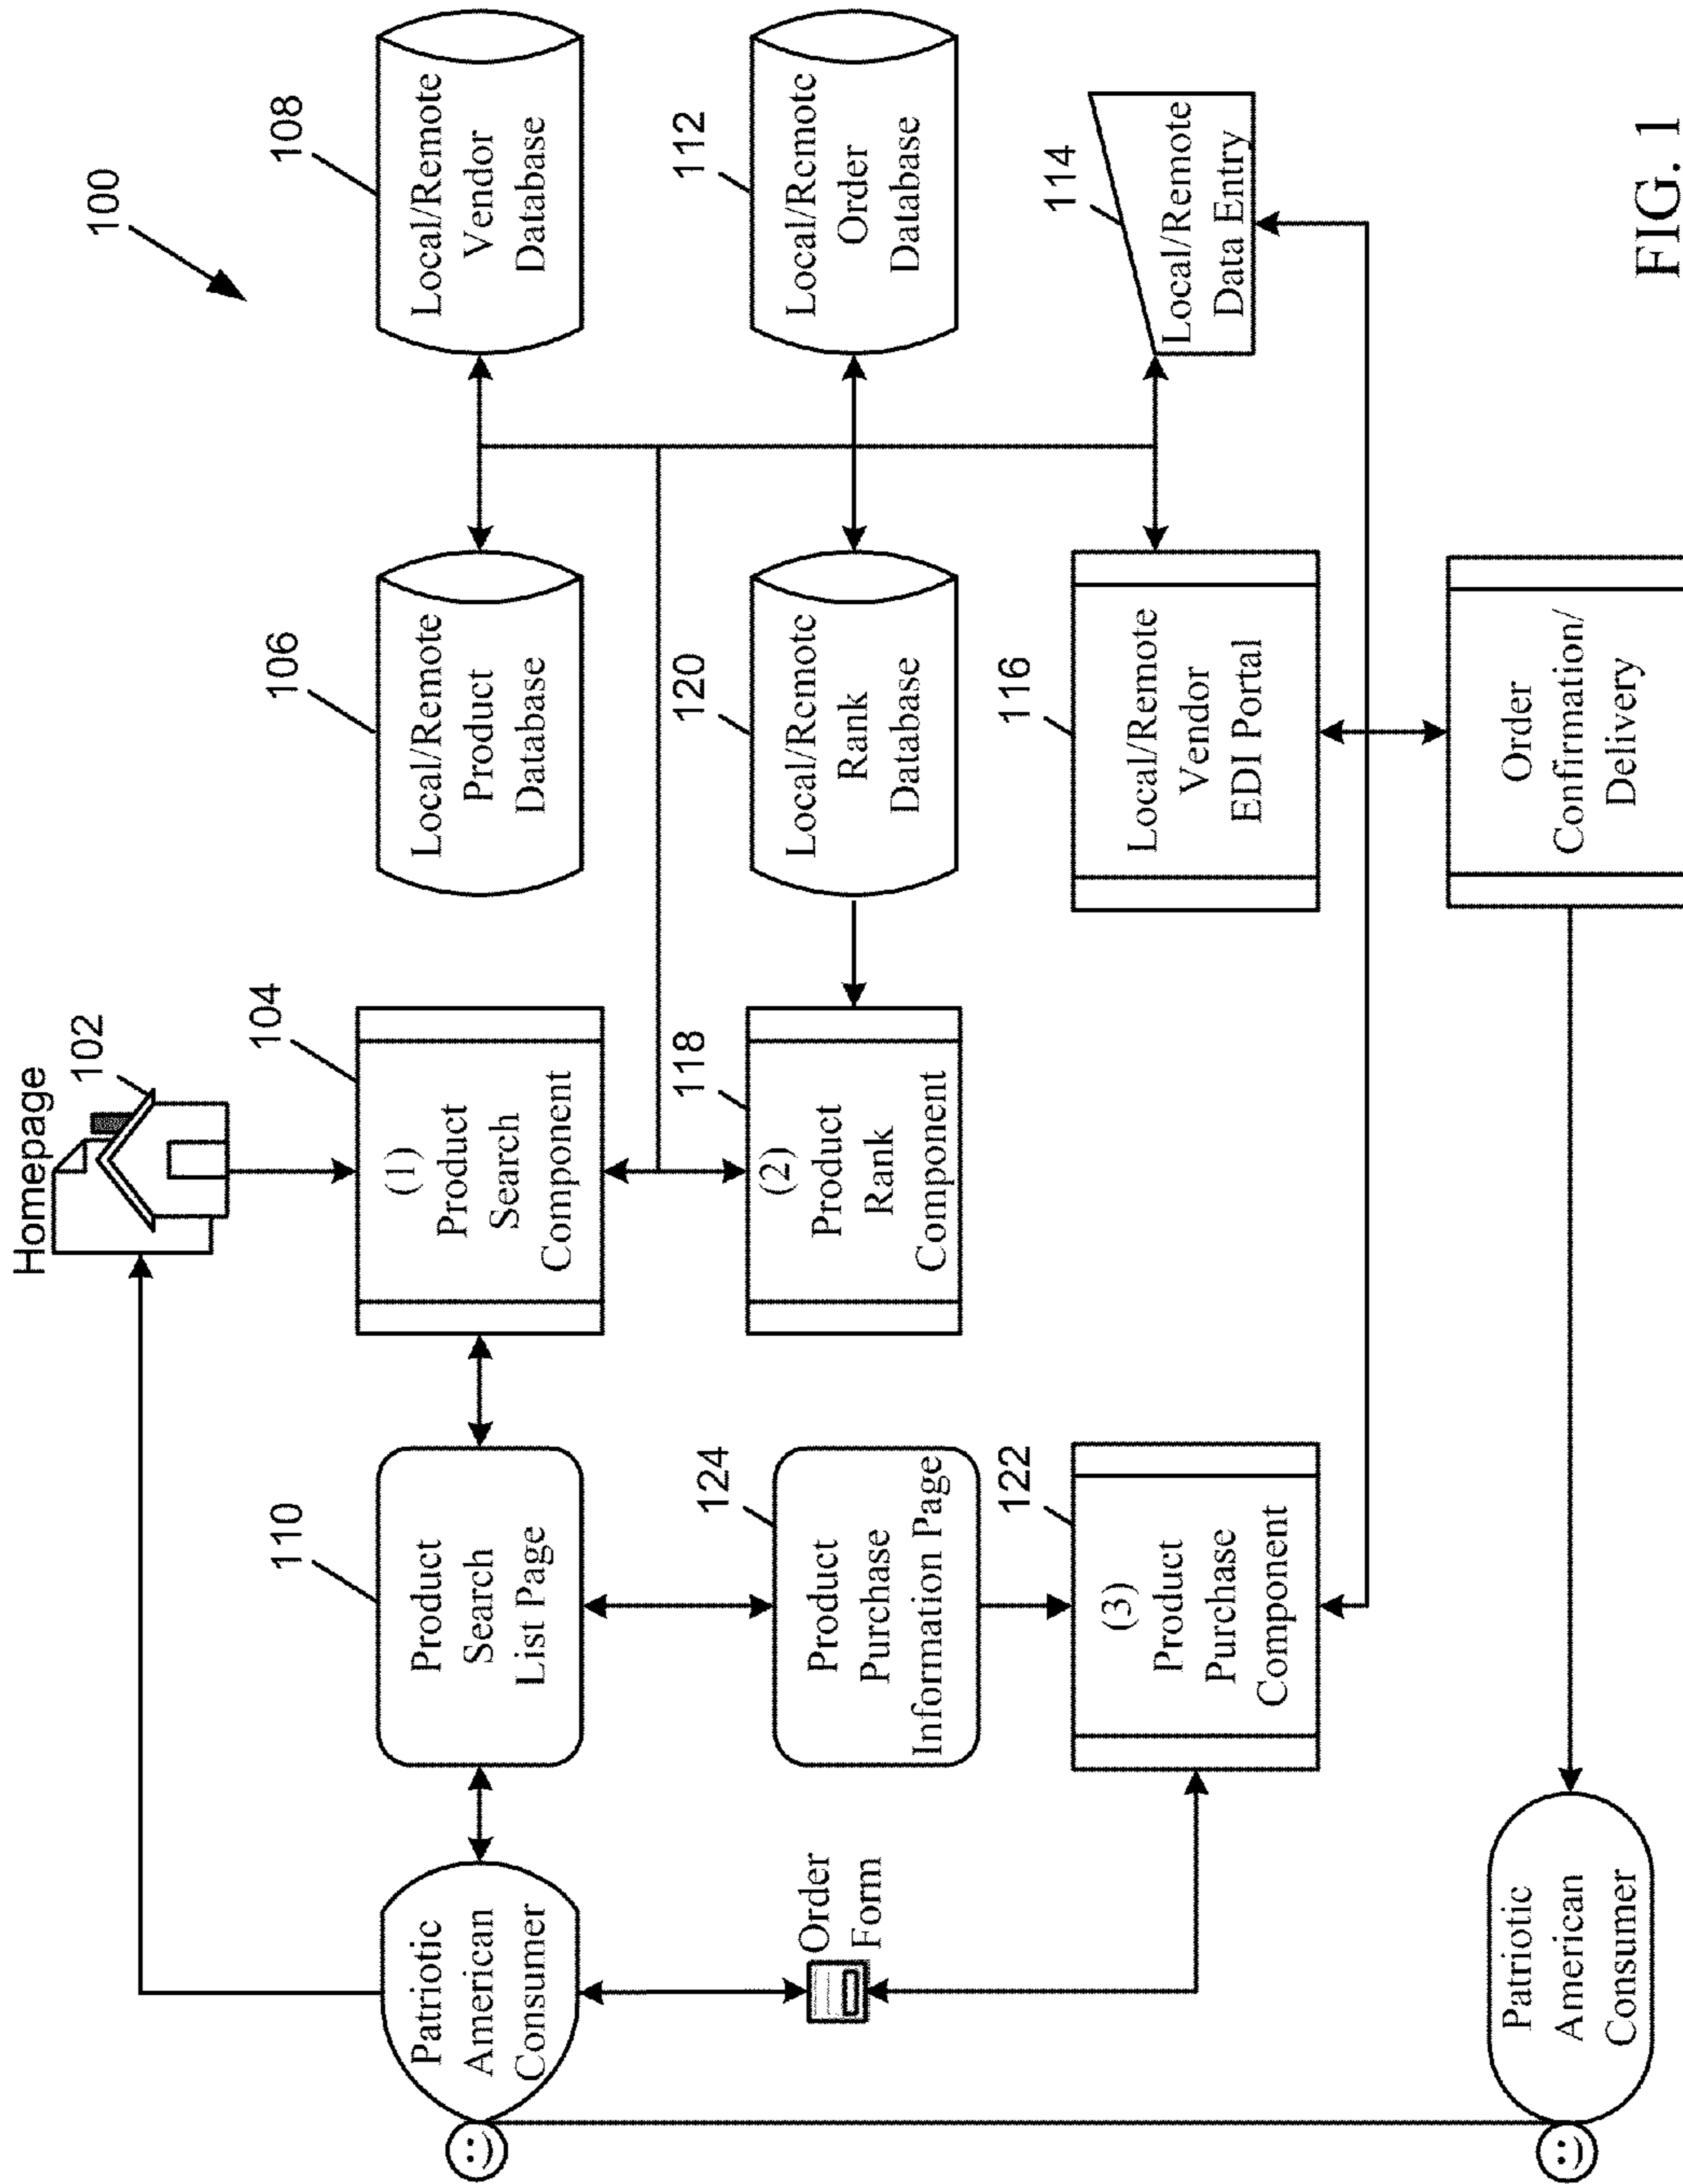 Homepage
102
100
110
104
106
108
Patriotic
American
Consumer
Product
Search
List Page
(1)
Product
Search
Component
Local/Remote
Product
Database
Local/Remote
Vendor
Database
124
118
120
112
Order
Form
Product
Purchase
Information Page
(2)
Product
Rank
Component
Local/Remote
Rank
Database
Local/Remote
Order
Database
122
116
114
(3)
Product
Purchase
Component
Local/Remote
Vendor
EDI Portal
Local/Remote
Data Entry
Patriotic
American
Consumer
Order
Confirmation/
Delivery
FIG. 1